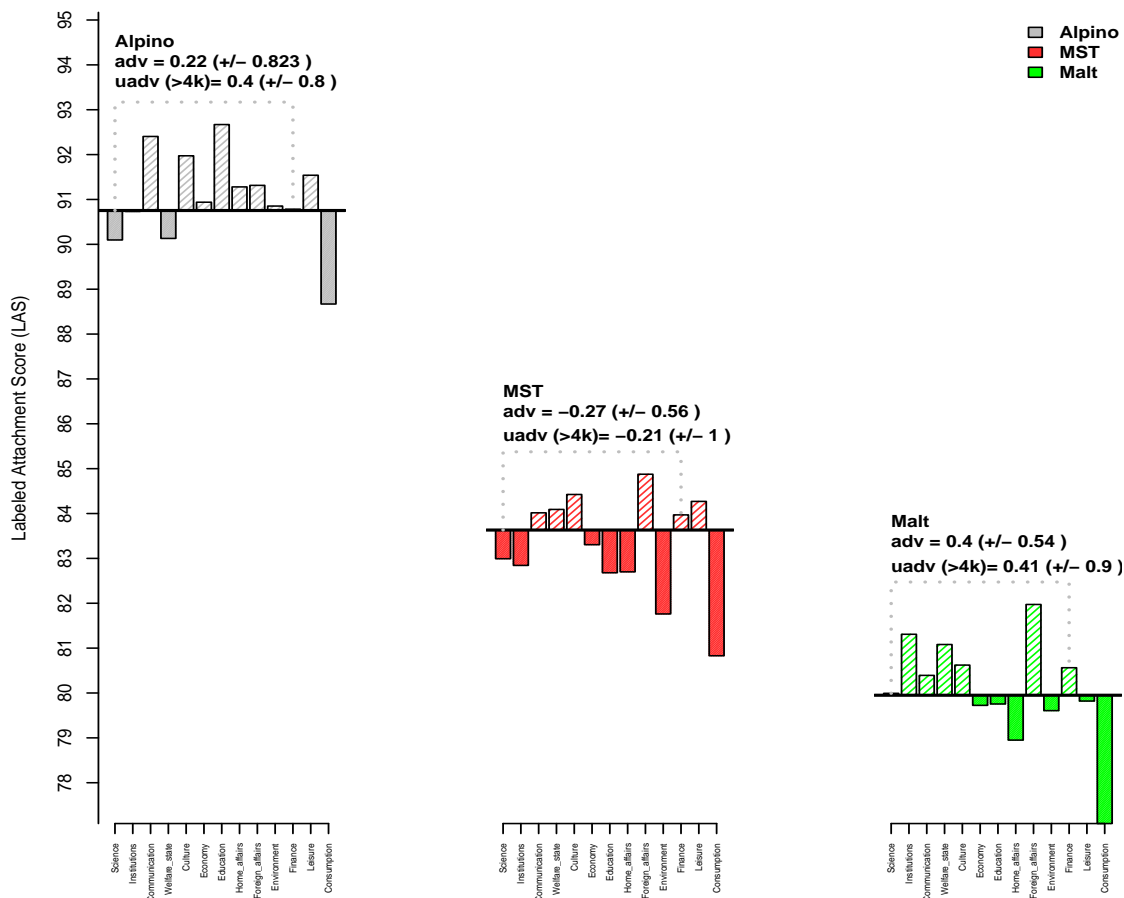 95
94
93
92
91
90
89
88
87
86
85
84
83
82
81
80
79
78
Labeled Attachment Score (LAS)
Alpino
adv = 0.22 (+/− 0.823 )
uadv (>4k)= 0.4 (+/− 0.8 )
MST
adv = −0.27 (+/− 0.56 )
uadv (>4k)= −0.21 (+/− 1 )
Malt
adv = 0.4 (+/− 0.54 )
uadv (>4k)= 0.41 (+/− 0.9 )
Alpino
MST
Malt
Science
Institutions
Communication
Welfare_state
Culture
Economy
Education
Home_affairs
Foreign_affairs
Environment
Finance
Leisure
Consumption
Science
Institutions
Communication
Welfare_state
Culture
Economy
Education
Home_affairs
Foreign_affairs
Environment
Finance
Leisure
Consumption
Science
Institutions
Communication
Welfare_state
Culture
Economy
Education
Home_affairs
Foreign_affairs
Environment
Finance
Leisure
Consumption